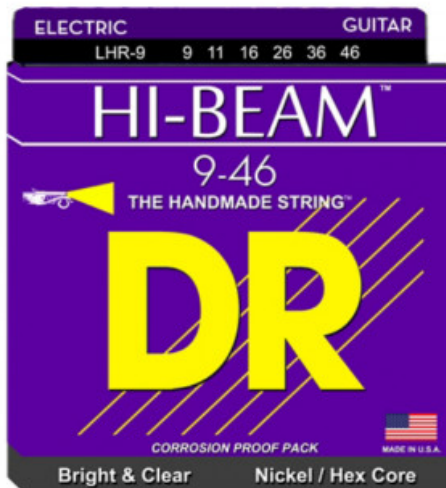 ELECTRIC GUITAR
LHR-9 9 11 16 26 36 46
HI-BEAM™
9-46
THE HANDMADE STRING™
DR
CORROSION PROOF PACK
MADE IN U.S.A.
Bright & Clear Nickel / Hex Core